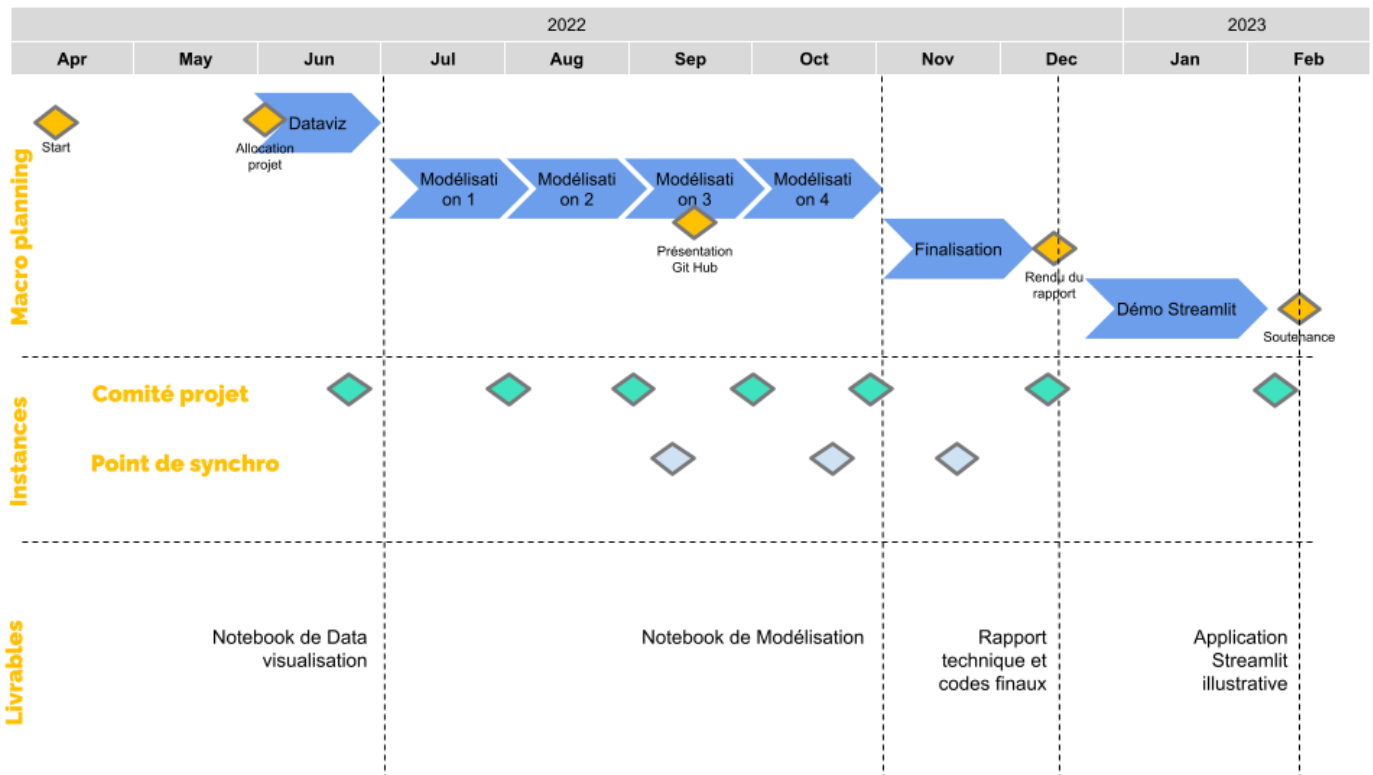 2022
2023
Apr
May
Jun
Jul
Aug
Sep
Oct
Nov
Dec
Jan
Feb
Macro planning
Start
Allocation
projet
Dataviz
Modélisati
on 1
Modélisati
on 2
Modélisati
on 3
Modélisati
on 4
Présentation
Git Hub
Finalisation
Rendu du
rapport
Démo Streamlit
Soutenance
Instances
Comité projet
Point de synchro
Livrables
Notebook de Data
visualisation
Notebook de Modélisation
Rapport
technique et
codes finaux
Application
Streamlit
illustrative